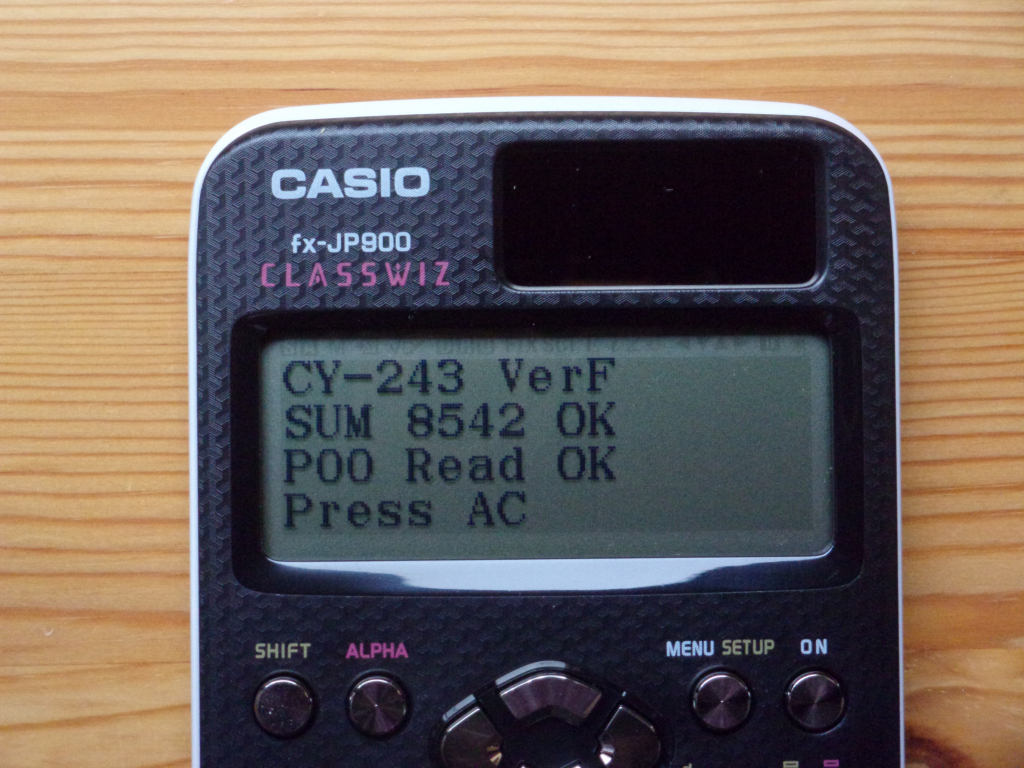 CASIO
fx-JP900
CLASSWIZ
CY-243 VerF
SUM 8542 OK
P00 Read OK
Press AC
SHIFT ALPHA MENU SETUP ON